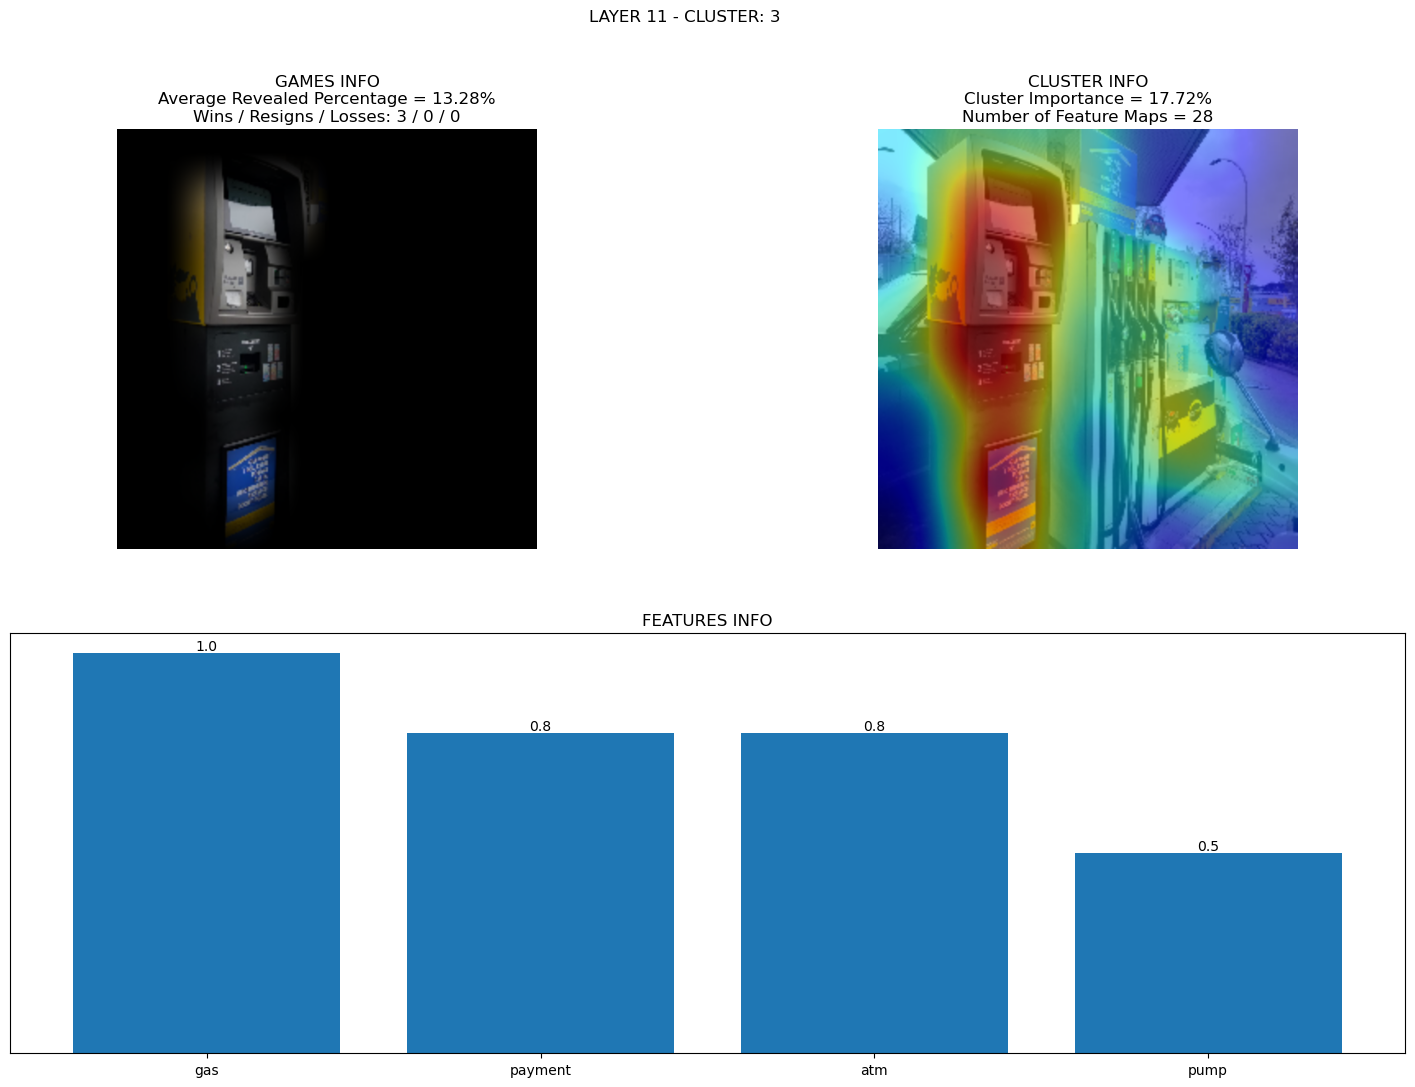 LAYER 11 - CLUSTER: 3
GAMES INFO
Average Revealed Percentage = 13.28%
Wins / Resigns / Losses: 3 / 0 / 0
CLUSTER INFO
Cluster Importance = 17.72%
Number of Feature Maps = 28
FEATURES INFO
1.0
0.8
0.8
0.5
gas
payment
atm
pump